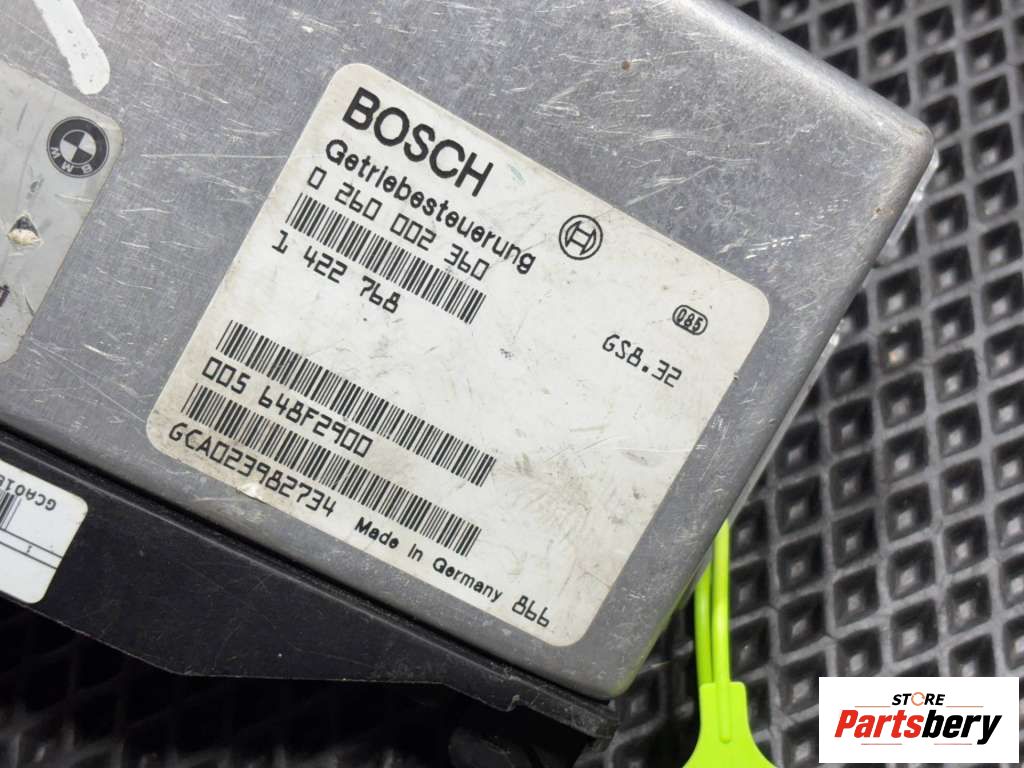 BMW
BOSCH
Getriebesteuerung
0 260 002 360
1 422 768
085
GS8.32
005 648F2900
GCA023982734
Made in Germany 866
STORE
Partsbery